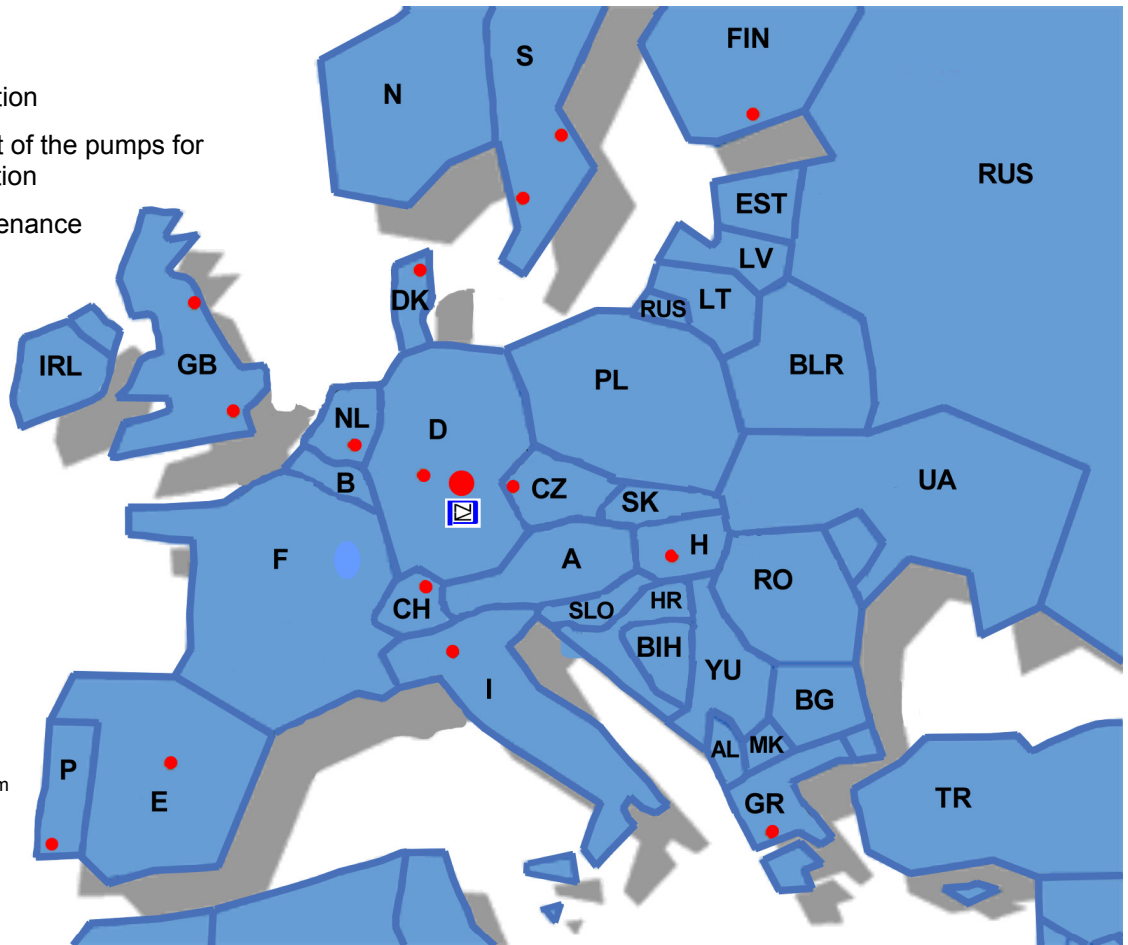 tion
t of the pumps for
tion
enance
N
S
FIN
RUS
EST
LV
LT
RUS
DK
IRL
GB
BLR
PL
NL
D
B
CZ
SK
UA
F
A
H
RO
CH
SLO
HR
BIH
YU
I
BG
AL
MK
P
E
GR
TR
m